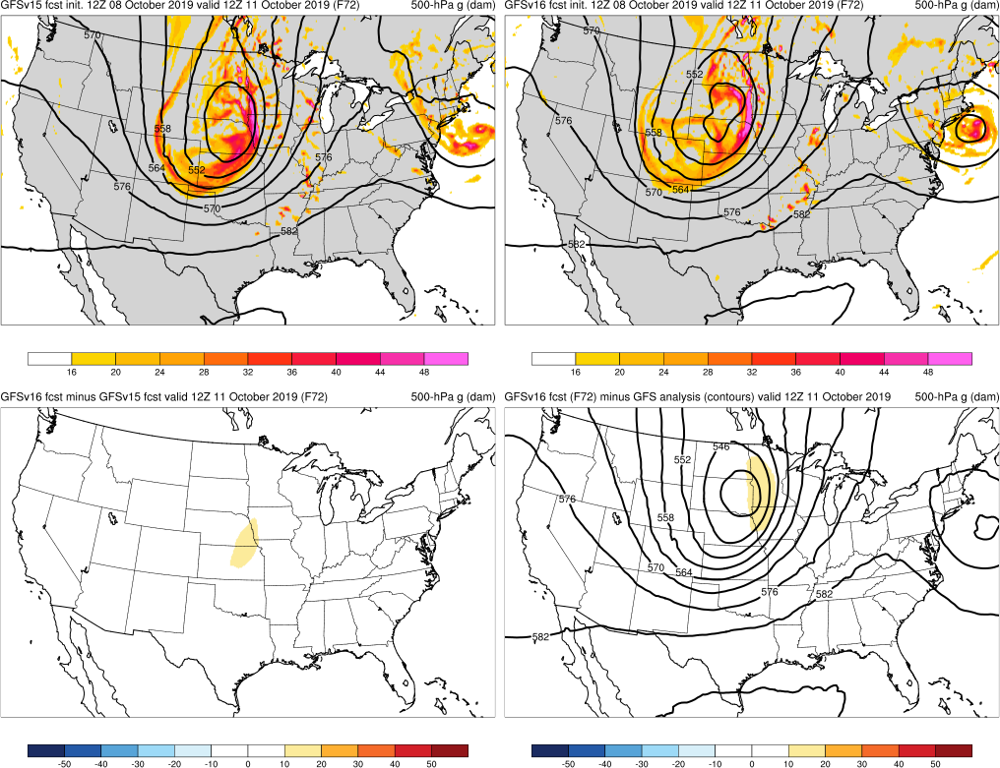 GFSv15 fcst init. 12Z 08 October 2019 valid 12Z 11 October 2019 (F72) 500-hPa g (dam)
570
558
564
552
576
576
570
582
16 20 24 28 32 36 40 44 48
GFSv16 fcst init. 12Z 08 October 2019 valid 12Z 11 October 2019 (F72) 500-hPa g (dam)
570
552
576
558
570 564
576
582
582
16 20 24 28 32 36 40 44 48
GFSv16 fcst minus GFSv15 fcst valid 12Z 11 October 2019 (F72) 500-hPa g (dam)
-50 -40 -30 -20 -10 0 10 20 30 40 50
GFSv16 fcst (F72) minus GFS analysis (contours) valid 12Z 11 October 2019 500-hPa g (dam)
546
552
576
558
570 564
576 582
582
-50 -40 -30 -20 -10 0 10 20 30 40 50